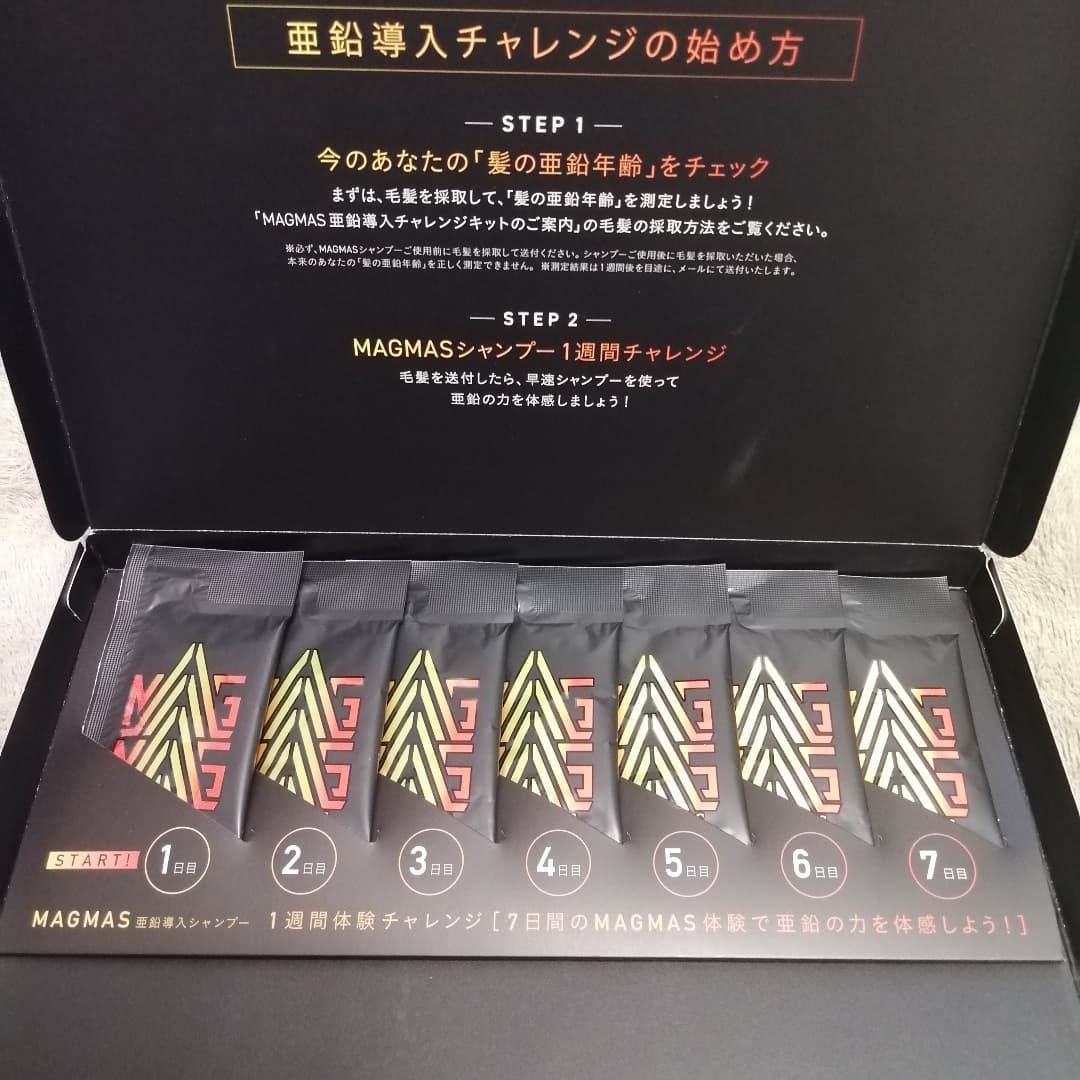 亜鉛導入チャレンジの始め方
STEP 1
今のあなたの「髪の亜鉛年齢」をチェック
まずは、毛髪を採取して、「髪の亜鉛年齢」を測定しましょう!
「MAGMAS亜鉛導入チャレンジキットのご案内」の毛髪の採取方法をご覧ください。
※必ず、MAGMASシャンプーご使用前に毛髪を採取して送付ください。シャンプーご使用後に毛髪を採取いただいた場合、
本来のあなたの「髪の亜鉛年齢」を正しく測定できません。 ※測定結果は1週間後を目途に、メールにて送付いたします。
STEP 2
MAGMASシャンプー1週間チャレンジ
毛髪を送付したら、早速シャンプーを使って
亜鉛の力を体感しましょう!
START! 1日目 2日目 3日目 4日目 5日目 6日目 7日目
MAGMAS 亜鉛導入シャンプー 1週間体験チャレンジ [7日間のMAGMAS体験で亜鉛の力を体感しよう!]